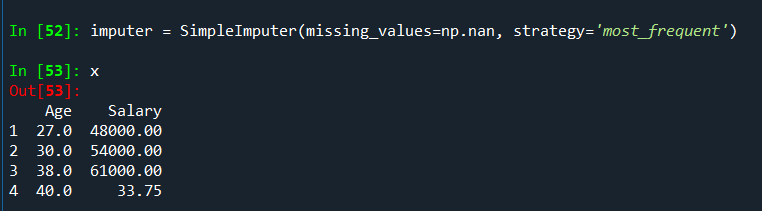 In [52]: imputer = SimpleImputer(missing_values=np.nan, strategy='most_frequent')
In [53]: x
Out[53]:
Age Salary
1 27.0 48000.00
2 30.0 54000.00
3 38.0 61000.00
4 40.0 33.75